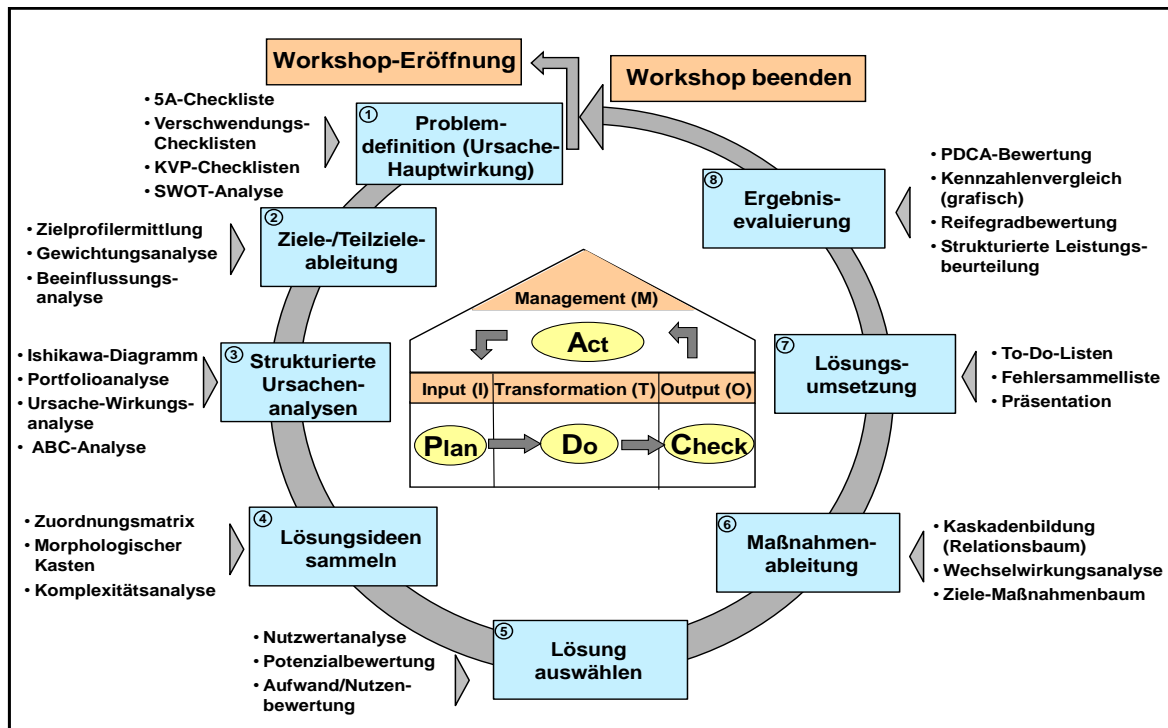 Workshop-Eröffnung
Workshop beenden
• 5A-Checkliste
• Verschwendungs-
Checklisten
• KVP-Checklisten
• SWOT-Analyse
1
Problem-
definition (Ursache-
Hauptwirkung)
• Zielprofilermittlung
• Gewichtungsanalyse
• Beeinflussungs-
analyse
2
Ziele-/Teilziele-
ableitung
• Ishikawa-Diagramm
• Portfolioanalyse
• Ursache-Wirkungs-
analyse
• ABC-Analyse
3
Strukturierte
Ursachen-
analysen
• Zuordnungsmatrix
• Morphologischer
Kasten
• Komplexitätsanalyse
4
Lösungsideen
sammeln
• Nutzwertanalyse
• Potenzialbewertung
• Aufwand/Nutzen-
bewertung
5
Lösung
auswählen
6
Maßnahmen-
ableitung
• Kaskadenbildung
(Relationsbaum)
• Wechselwirkungsanalyse
• Ziele-Maßnahmenbaum
7
Lösungs-
umsetzung
• To-Do-Listen
• Fehlersammelliste
• Präsentation
8
Ergebnis-
evaluierung
• PDCA-Bewertung
• Kennzahlenvergleich
(grafisch)
• Reifegradbewertung
• Strukturierte Leistungs-
beurteilung
Management (M)
Act
Input (I) Transformation (T) Output (O)
Plan Do Check